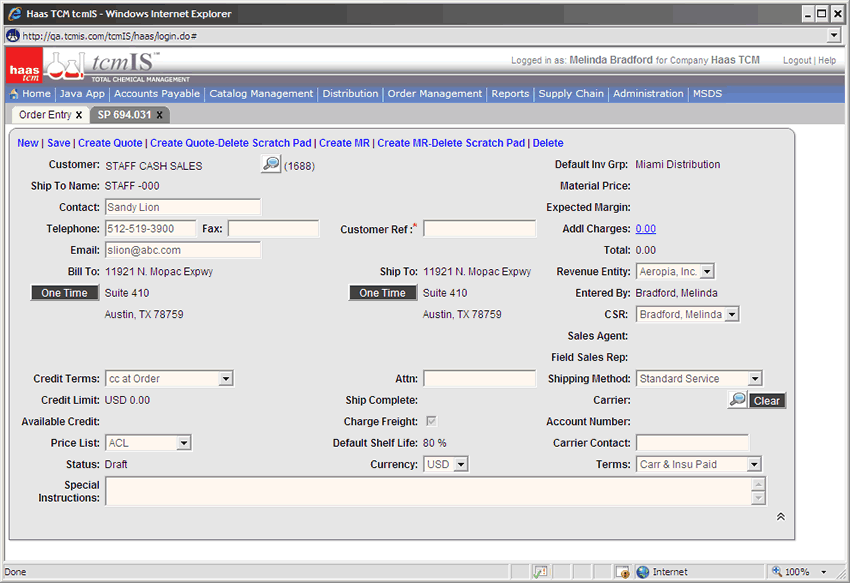 Haas TCM tcmIS - Windows Internet Explorer
http://qa.tcmis.com/tcmIS/haas/login.do#
haas tcm
tcmIS™
TOTAL CHEMICAL MANAGEMENT
Logged in as: Melinda Bradford for Company Haas TCM
Logout | Help
Home | Java App | Accounts Payable | Catalog Management | Distribution | Order Management | Reports | Supply Chain | Administration | MSDS
Order Entry X SP 694.031 X
New | Save | Create Quote | Create Quote-Delete Scratch Pad | Create MR | Create MR-Delete Scratch Pad | Delete
Customer: STAFF CASH SALES (1688) Default Inv Grp: Miami Distribution
Ship To Name: STAFF -000 Material Price:
Contact: Sandy Lion Expected Margin:
Telephone: 512-519-3900 Fax: Customer Ref :* Addl Charges: 0.00
Email: slion@abc.com Total: 0.00
Bill To: 11921 N. Mopac Expwy Ship To: 11921 N. Mopac Expwy Revenue Entity: Aeropia, Inc.
One Time Suite 410 One Time Suite 410 Entered By: Bradford, Melinda
Austin, TX 78759 Austin, TX 78759 CSR: Bradford, Melinda
Sales Agent:
Field Sales Rep:
Credit Terms: cc at Order Attn: Shipping Method: Standard Service
Credit Limit: USD 0.00 Ship Complete: Carrier: Clear
Available Credit: Charge Freight: Account Number:
Price List: ACL Default Shelf Life: 80 % Carrier Contact:
Status: Draft Currency: USD Terms: Carr & Insu Paid
Special
Instructions:
Done Internet 100%